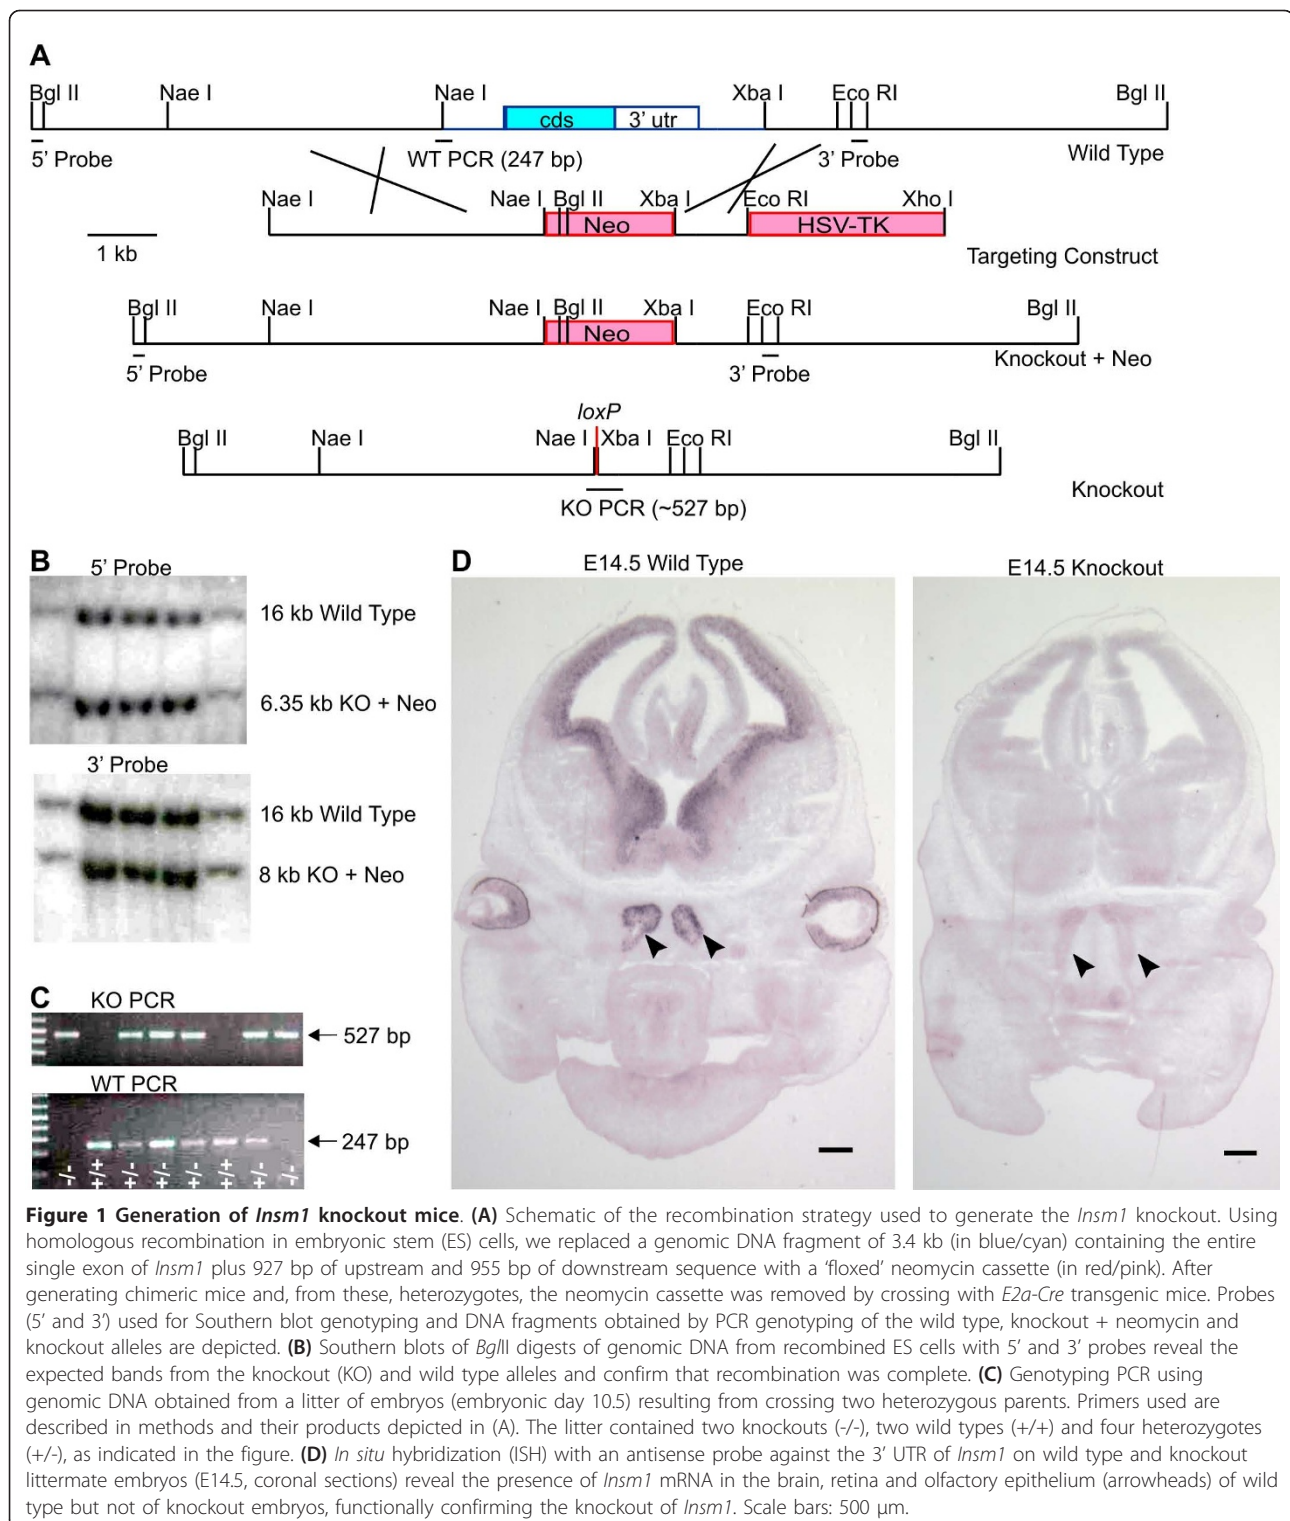 A
Bgl II Nae I Nae I Xba I Eco RI Bgl II
cds 3’ utr
5’ Probe WT PCR (247 bp) 3’ Probe Wild Type
Nae I Nae I Bgl II Xba I Eco RI Xho I
Neo HSV-TK
1 kb Targeting Construct
Bgl II Nae I Nae I Bgl II Xba I Eco RI Bgl II
Neo
5’ Probe 3’ Probe Knockout + Neo
loxP
Bgl II Nae I Nae I Xba I Eco RI Bgl II
KO PCR (~527 bp) Knockout
B
5’ Probe
16 kb Wild Type
6.35 kb KO + Neo
3’ Probe
16 kb Wild Type
8 kb KO + Neo
C
KO PCR
527 bp
WT PCR
247 bp
-/- +/+ +/- +/- +/- +/+ +/- -/-
D
E14.5 Wild Type E14.5 Knockout
Figure 1 Generation of Insm1 knockout mice. (A) Schematic of the recombination strategy used to generate the Insm1 knockout. Using
homologous recombination in embryonic stem (ES) cells, we replaced a genomic DNA fragment of 3.4 kb (in blue/cyan) containing the entire
single exon of Insm1 plus 927 bp of upstream and 955 bp of downstream sequence with a ‘floxed’ neomycin cassette (in red/pink). After
generating chimeric mice and, from these, heterozygotes, the neomycin cassette was removed by crossing with E2a-Cre transgenic mice. Probes
(5’ and 3’) used for Southern blot genotyping and DNA fragments obtained by PCR genotyping of the wild type, knockout + neomycin and
knockout alleles are depicted. (B) Southern blots of BglII digests of genomic DNA from recombined ES cells with 5’ and 3’ probes reveal the
expected bands from the knockout (KO) and wild type alleles and confirm that recombination was complete. (C) Genotyping PCR using
genomic DNA obtained from a litter of embryos (embryonic day 10.5) resulting from crossing two heterozygous parents. Primers used are
described in methods and their products depicted in (A). The litter contained two knockouts (-/-), two wild types (+/+) and four heterozygotes
(+/-), as indicated in the figure. (D) In situ hybridization (ISH) with an antisense probe against the 3’ UTR of Insm1 on wild type and knockout
littermate embryos (E14.5, coronal sections) reveal the presence of Insm1 mRNA in the brain, retina and olfactory epithelium (arrowheads) of wild
type but not of knockout embryos, functionally confirming the knockout of Insm1. Scale bars: 500 μm.